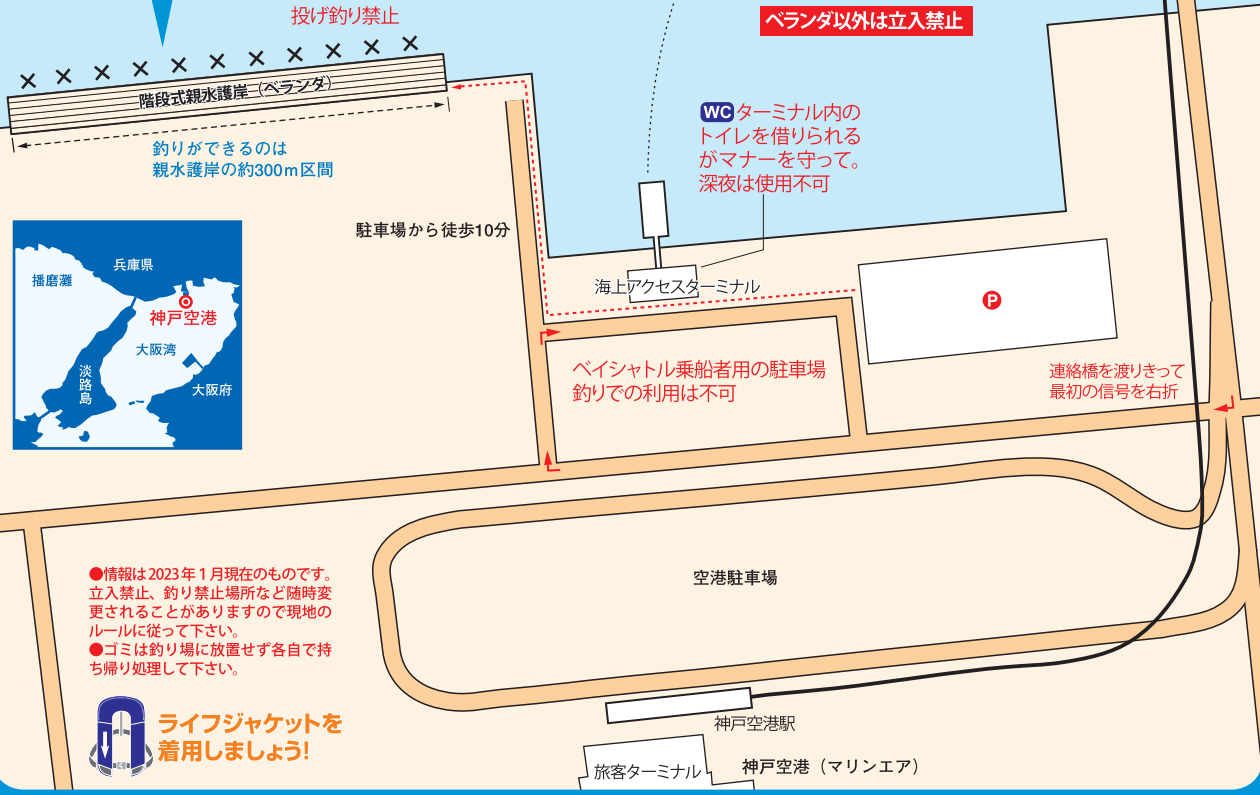 投げ釣り禁止
ベランダ以外は立入禁止
階段式親水護岸（ベランダ）
釣りができるのは
親水護岸の約300m区間
WCターミナル内の
トイレを借りられる
がマナーを守って。
深夜は使用不可
駐車場から徒歩10分
海上アクセスターミナル
P
兵庫県
播磨灘
神戸空港
大阪湾
淡路島
大阪府
ベイシャトル乗船者用の駐車場
釣りでの利用は不可
連絡橋を渡りきって
最初の信号を右折
空港駐車場
●情報は2023年1月現在のものです。
立入禁止、釣り禁止場所など随時変
更されることがありますので現地の
ルールに従って下さい。
●ゴミは釣り場に放置せず各自で持
ち帰り処理して下さい。
ライフジャケットを
着用しましょう!
神戸空港駅
旅客ターミナル
神戸空港（マリンエア）